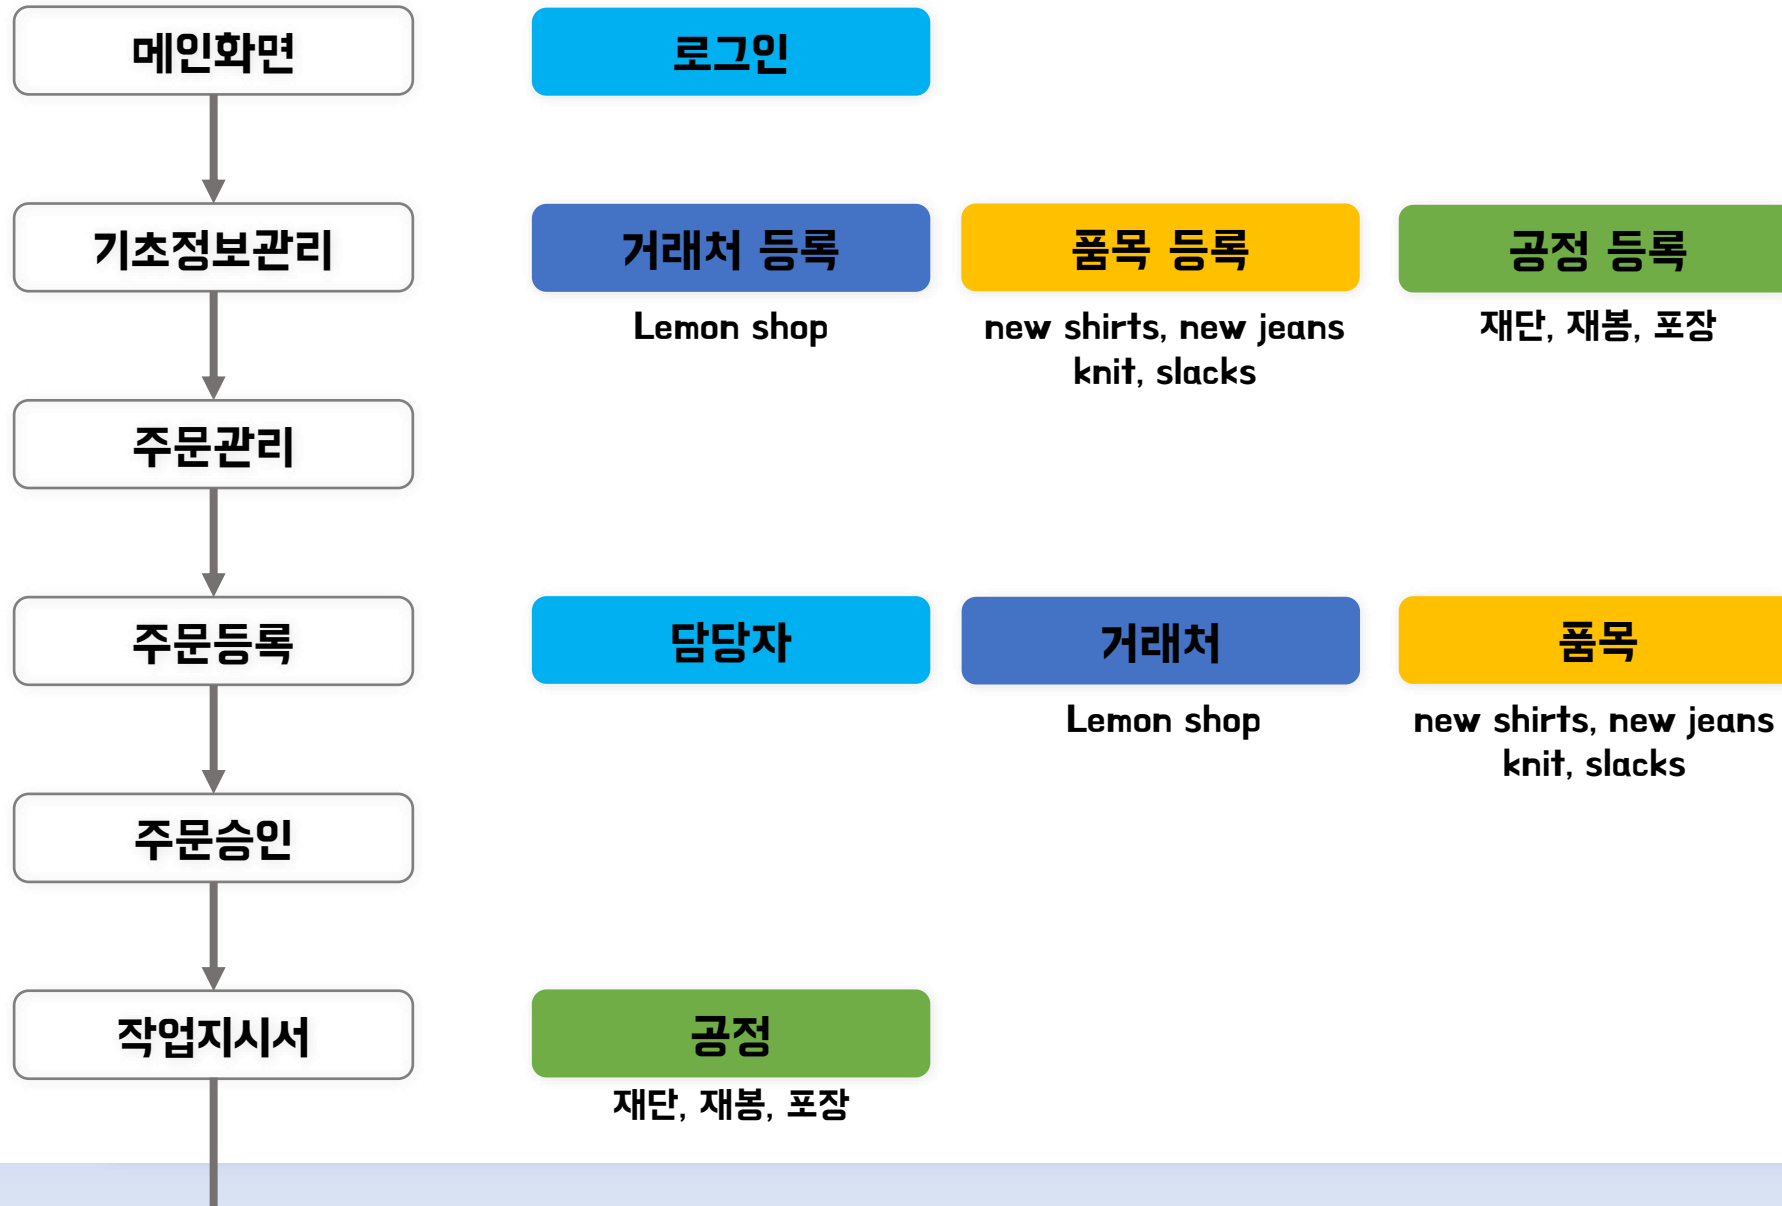 메인화면
로그인
기초정보관리
거래처 등록
품목 등록
공정 등록
Lemon shop
new shirts, new jeans
knit, slacks
재단, 재봉, 포장
주문관리
주문등록
담당자
거래처
품목
Lemon shop
new shirts, new jeans
knit, slacks
주문승인
작업지시서
공정
재단, 재봉, 포장